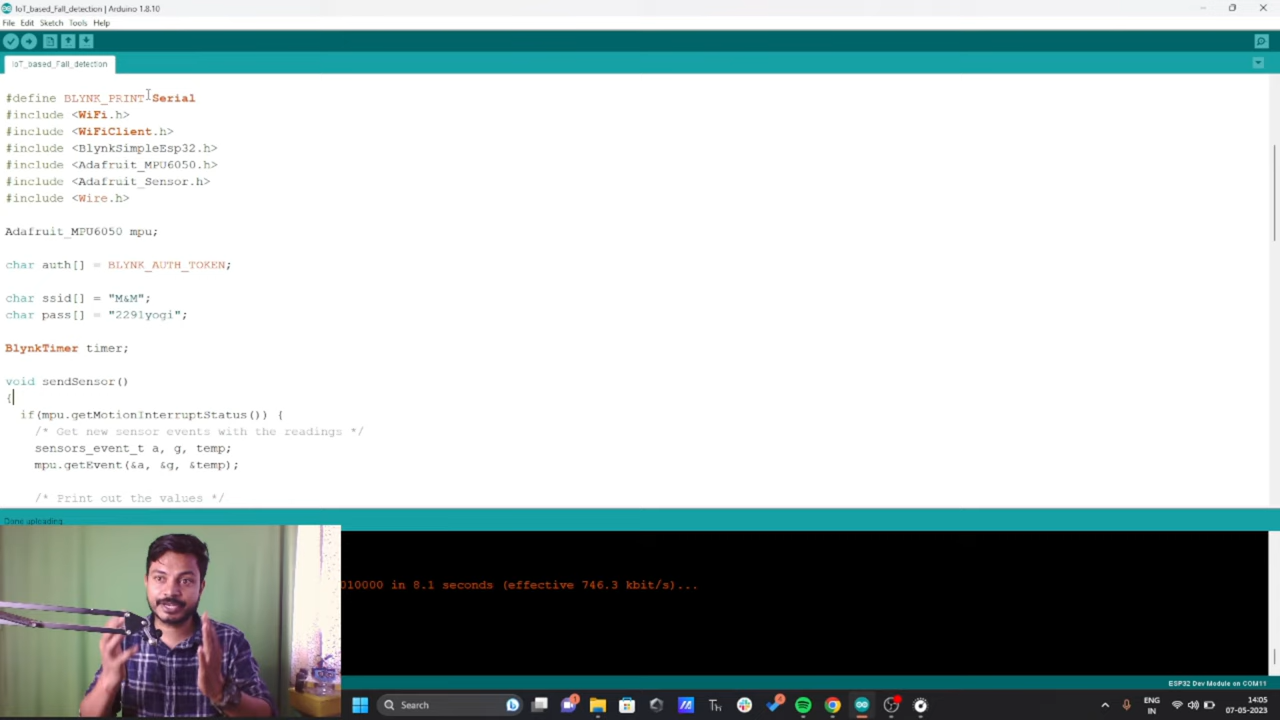 IoT_based_Fall_detection | Arduino 1.8.10
File Edit Sketch Tools Help
IoT_based_Fall_detection
#define BLYNK_PRINT Serial
#include <WiFi.h>
#include <WiFiClient.h>
#include <BlynkSimpleEsp32.h>
#include <Adafruit_MPU6050.h>
#include <Adafruit_Sensor.h>
#include <Wire.h>
Adafruit_MPU6050 mpu;
char auth[] = BLYNK_AUTH_TOKEN;
char ssid[] = "M&M";
char pass[] = "2291yogi";
BlynkTimer timer;
void sendSensor()
{
if(mpu.getMotionInterruptStatus()) {
/* Get new sensor events with the readings */
sensors_event_t a, g, temp;
mpu.getEvent(&a, &g, &temp);
/* Print out the values */
Done uploading.
010000 in 8.1 seconds (effective 746.3 kbit/s)...
ESP32 Dev Module on COM11
Search
Th
ENG
IN
14:05
07-05-2023